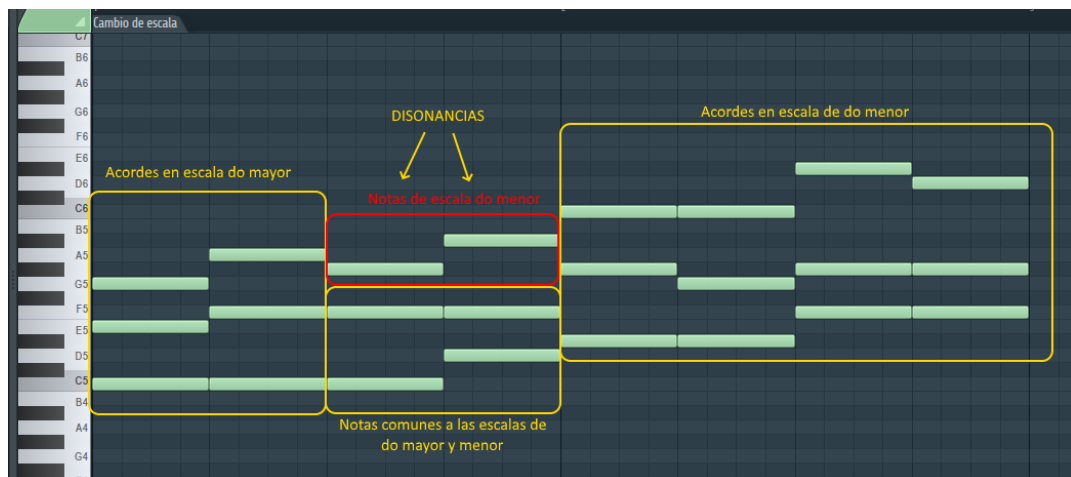 Cambio de escala
C7
B6
A6
G6
F6
E6
D6
C6
B5
A5
G5
F5
E5
D5
C5
B4
A4
G4
DISONANCIAS
Acordes en escala de do menor
Acordes en escala do mayor
Notas de escala do menor
Notas comunes a las escalas de
do mayor y menor